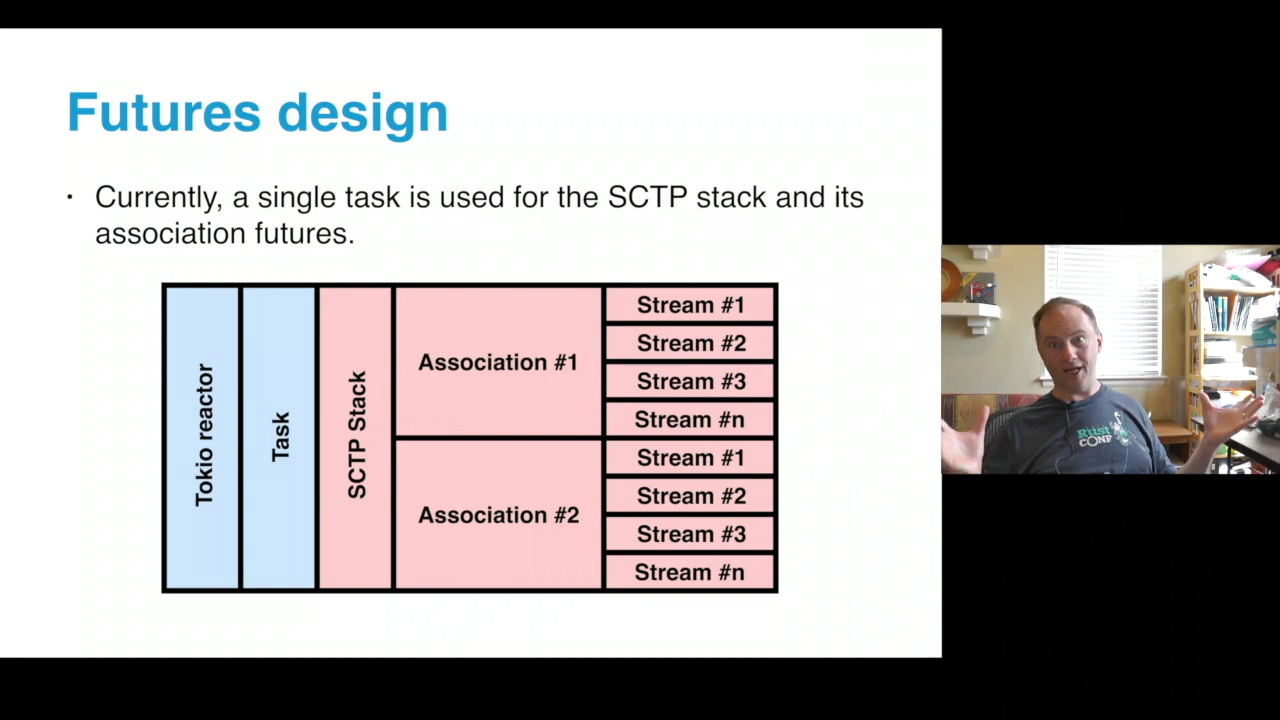 Futures design
• Currently, a single task is used for the SCTP stack and its
association futures.
Tokio reactor
Task
SCTP Stack
Association #1
Stream #1
Stream #2
Stream #3
Stream #n
Association #2
Stream #1
Stream #2
Stream #3
Stream #n
Rust
CONF